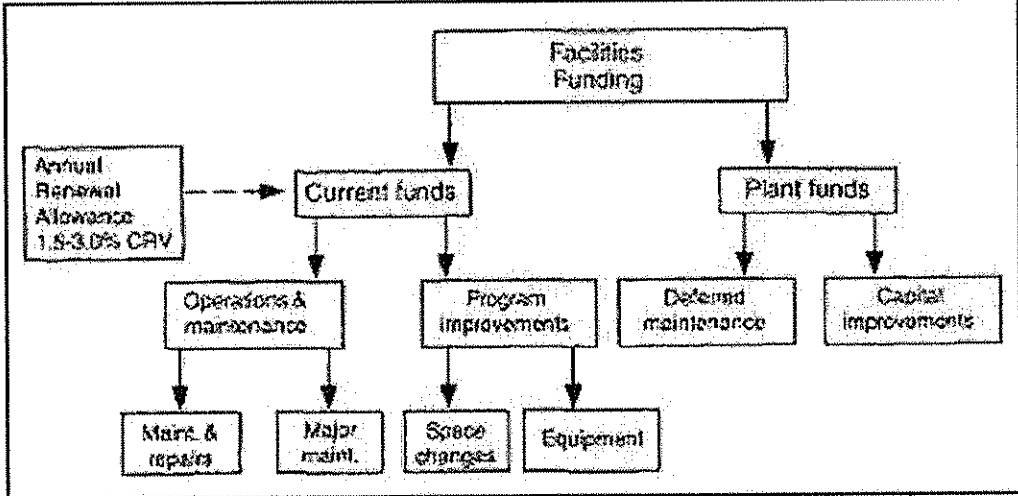 Facilities
Funding
Annual
Renewal
Allowance
1.5-3.0% CRV
Current funds
Plant funds
Operations &
maintenance
Program
improvements
Deferred
maintenance
Capital
improvements
Maint. &
repairs
Major
maint.
Space
changes
Equipment